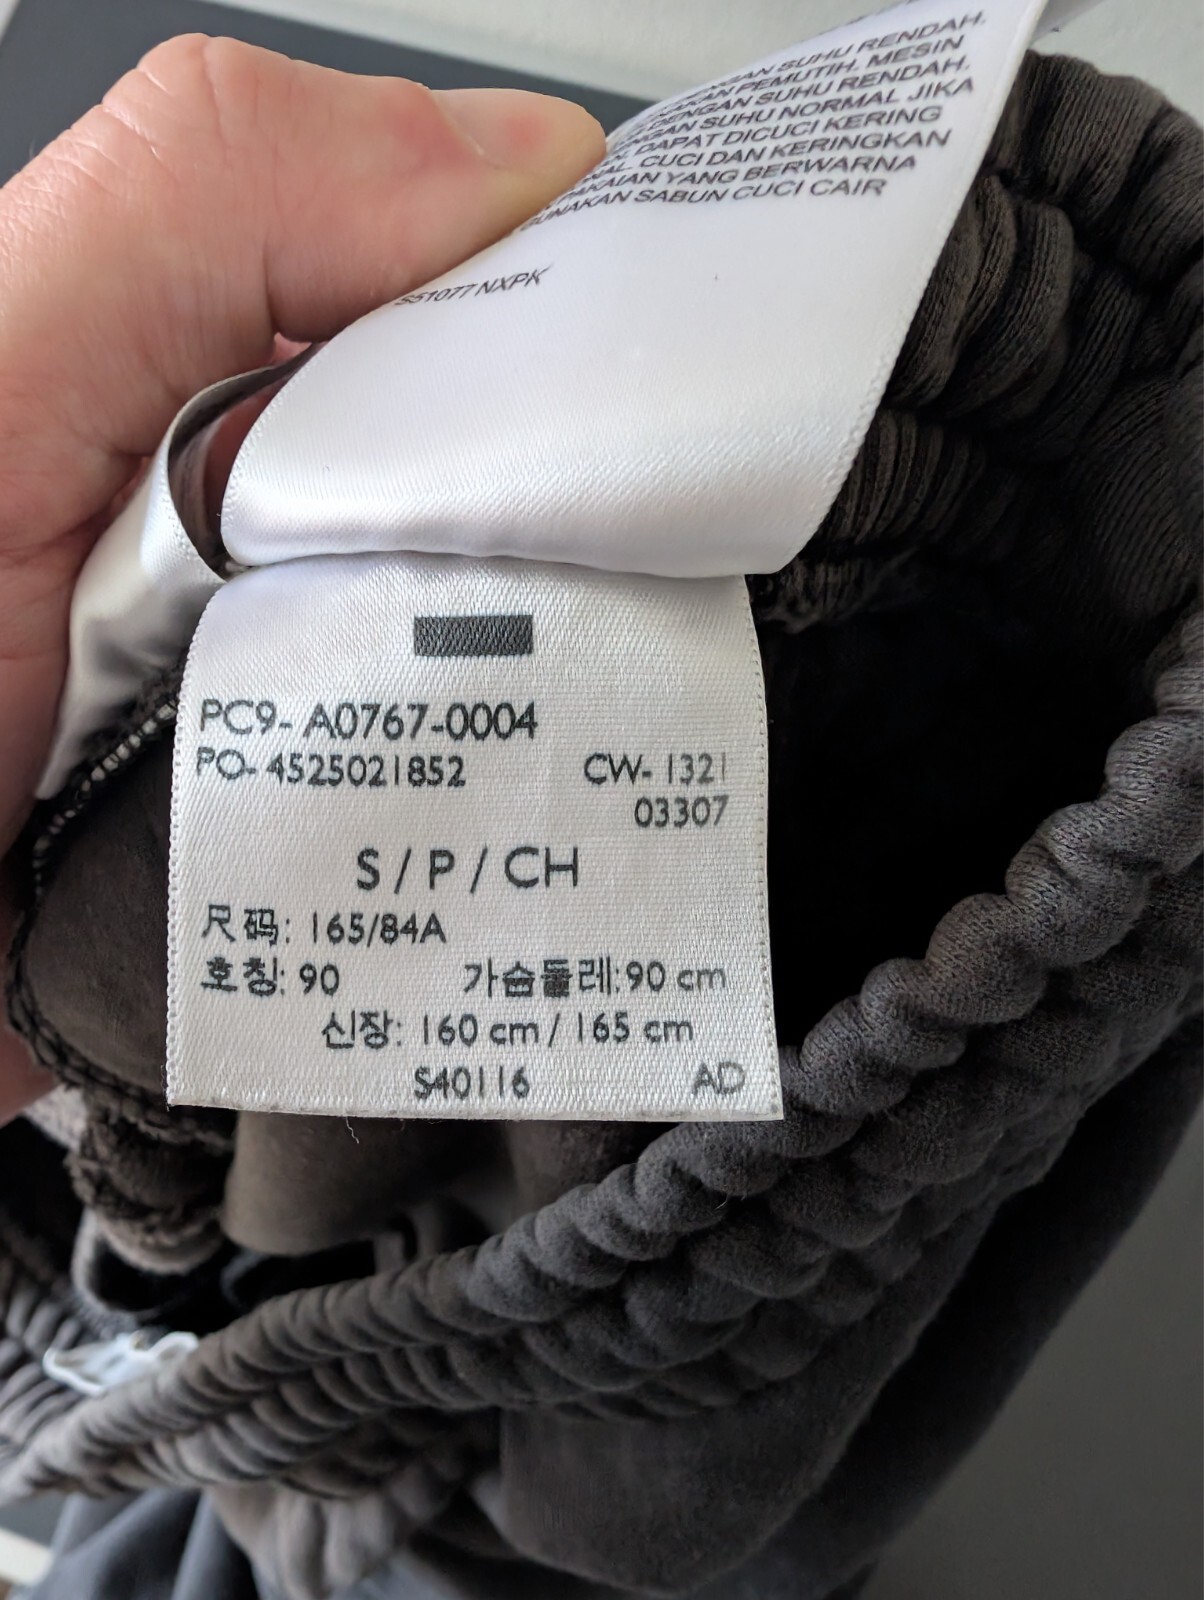 SUHU RENDAH.
PEMUTIH. MESIN
DENGAN SUHU RENDAH.
SUHU NORMAL JIKA
DAPAT DICUCI KERING
CUCI DAN KERINGKAN
PAKAIAN YANG BERWARNA
GUNAKAN SABUN CUCI CAIR
S51077 NXPK
PC9- A0767-0004
PO- 4525021852 CW- 1321
03307
S / P / CH
尺码: 165/84A
호칭: 90 가슴둘레:90 cm
신장: 160 cm / 165 cm
S40116 AD